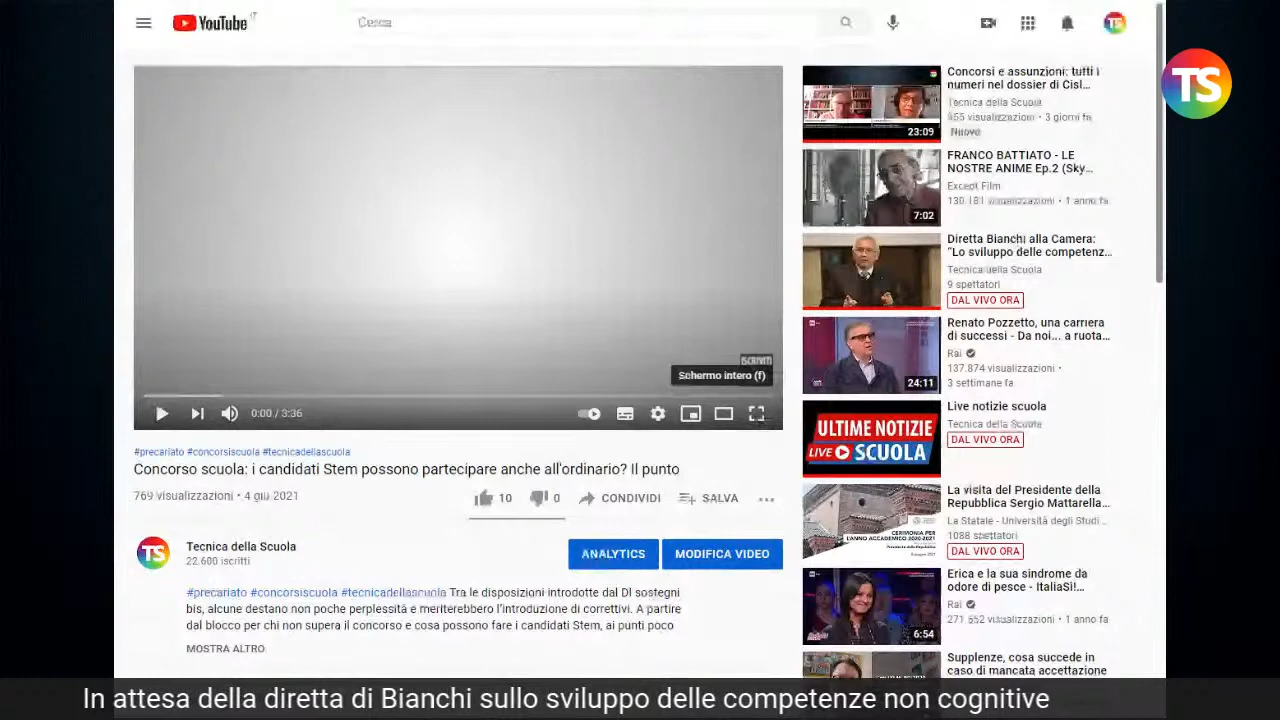 YouTube IT
Cerca
TS
TS
ISCRIVITI
Schermo intero (f)
0:00 / 3:36
#precariato #concorsiscuola #tecnicadellascuola
Concorso scuola: i candidati Stem possono partecipare anche all'ordinario? Il punto
769 visualizzazioni • 4 giu 2021
10
0
CONDIVIDI
SALVA
TS
Tecnica della Scuola
22.600 iscritti
ANALYTICS
MODIFICA VIDEO
#precariato #concorsiscuola #tecnicadellascuola Tra le disposizioni introdotte dal Dl sostegni
bis, alcune destano non poche perplessità e meriterebbero l'introduzione di correttivi. A partire
dal blocco per chi non supera il concorso e cosa possono fare i candidati Stem, ai punti poco
MOSTRA ALTRO
23:09
Concorsi e assunzioni: tutti i
numeri nel dossier di Cisl...
Tecnica della Scuola
455 visualizzazioni • 3 giorni fa
Nuovo
7:02
FRANCO BATTIATO - LE
NOSTRE ANIME Ep.2 (Sky...
Except Film
130.181 visualizzazioni • 1 anno fa
Diretta Bianchi alla Camera:
"Lo sviluppo delle competenz...
Tecnica della Scuola
9 spettatori
DAL VIVO ORA
24:11
Renato Pozzetto, una carriera
di successi - Da noi... a ruota...
Rai
137.874 visualizzazioni •
3 settimane fa
ULTIME NOTIZIE
LIVE SCUOLA
Live notizie scuola
Tecnica della Scuola
DAL VIVO ORA
CERIMONIA PER
L'ANNO ACCADEMICO 2020-2021
La visita del Presidente della
Repubblica Sergio Mattarella...
La Statale - Università degli Studi ...
1088 spettatori
DAL VIVO ORA
6:54
Erica e la sua sindrome da
odore di pesce - ItaliaSì!...
Rai
271.652 visualizzazioni • 1 anno fa
Supplenze, cosa succede in
caso di mancata accettazione
In attesa della diretta di Bianchi sullo sviluppo delle competenze non cognitive